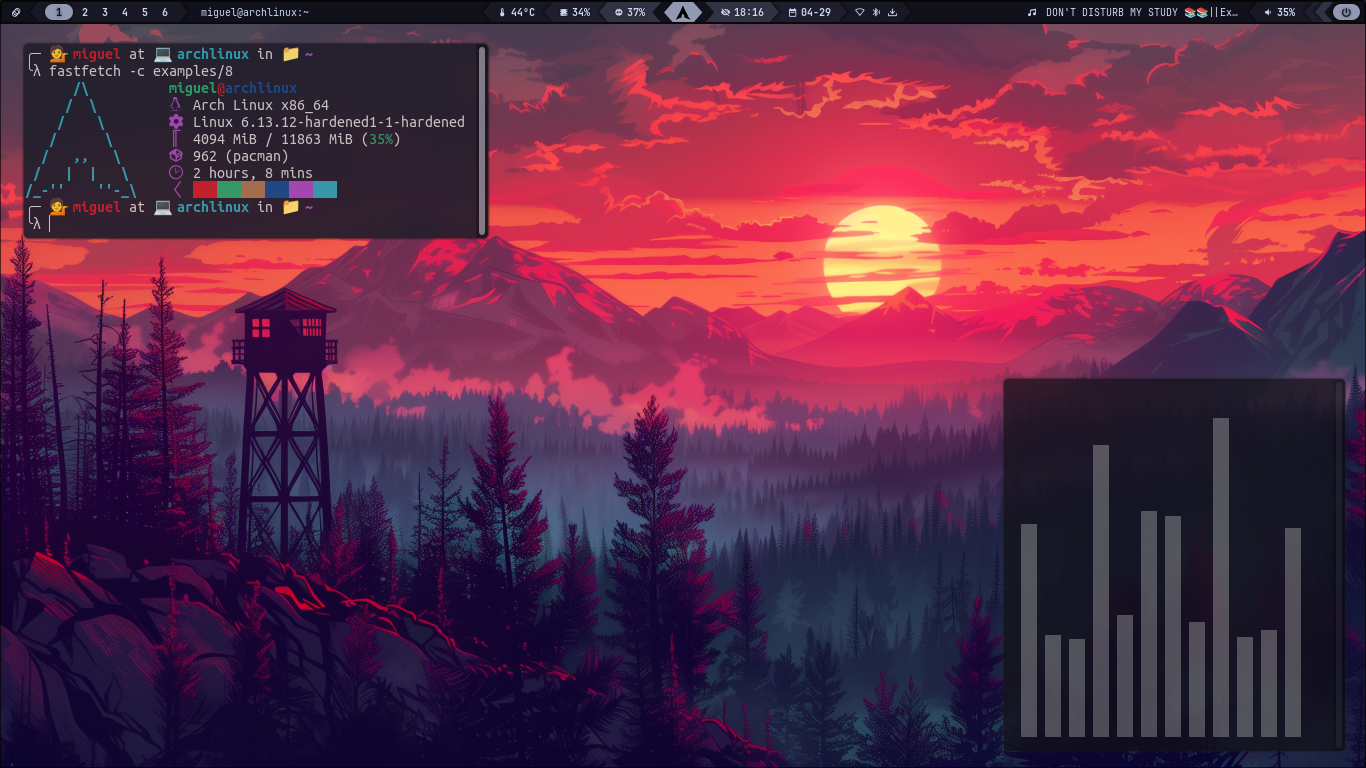 1 2 3 4 5 6 miguel@archlinux:~ 44°C 34% 37% 18:16 04-29 DON'T DISTURB MY STUDY 📚📚||Ex… 35%
miguel at archlinux in ~
λ fastfetch -c examples/8
miguel@archlinux
Arch Linux x86_64
Linux 6.13.12-hardened1-1-hardened
4094 MiB / 11863 MiB (35%)
962 (pacman)
2 hours, 8 mins
miguel at archlinux in ~
λ